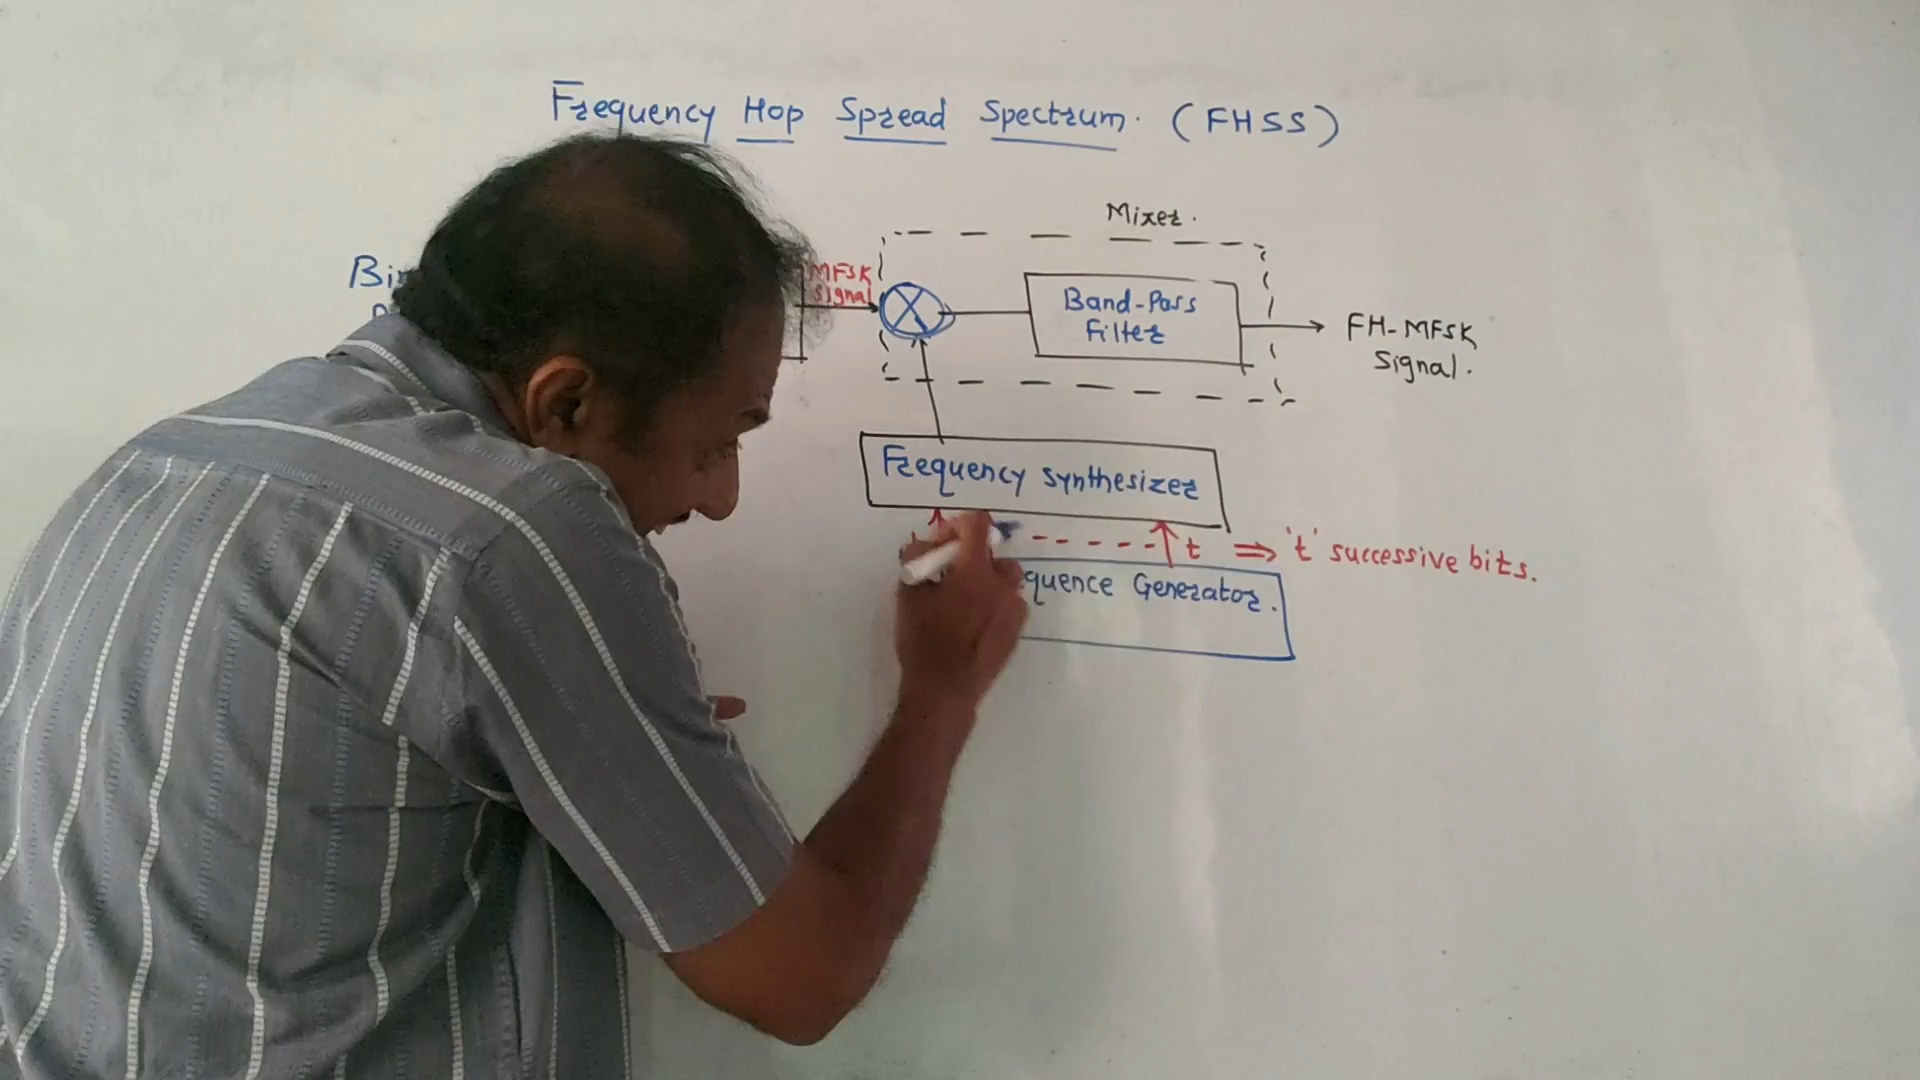 Frequency Hop Spread Spectrum. (FHSS)
Mixer.
MFSK
Signal
Band-Pass
Filter
FH-MFSK
Signal.
Frequency synthesizer
t ⇒ 't' successive bits.
Generator.